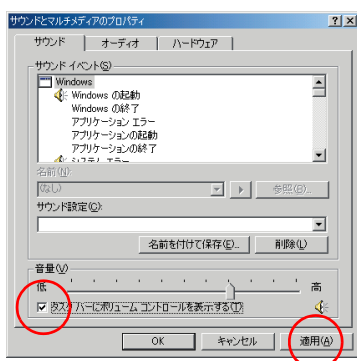 サウンドとマルチメディアのプロパティ
サウンド オーディオ ハードウェア
サウンド イベント(S)
Windows
Windows の起動
Windows の終了
アプリケーション エラー
アプリケーションの起動
アプリケーションの終了
システム エラー
名前(N):
(なし) 参照(B)...
サウンド設定(C):
名前を付けて保存(E)... 削除(L)
音量(V)
低 高
タスク バーにボリューム コントロールを表示する(T)
OK キャンセル 適用(A)